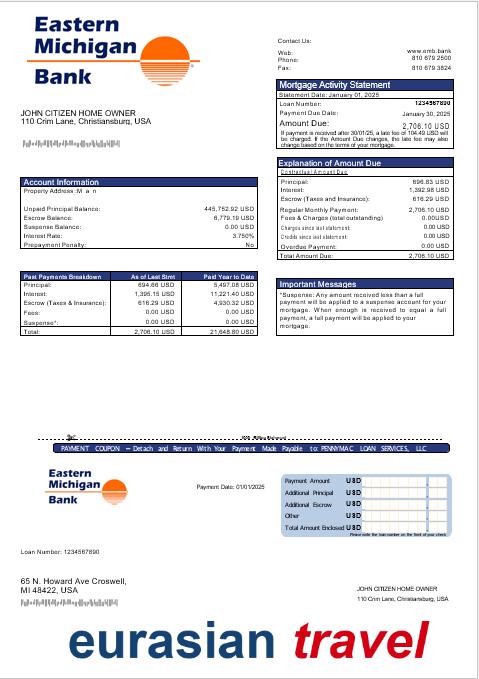 Eastern
Michigan
Bank
Contact Us:
Web: www.emb.bank
Phone: 810 679 2500
Fax: 810 679 3824
Mortgage Activity Statement
Statement Date: January 01, 2025
Loan Number: 1234567890
Payment Due Date: January 30, 2025
Amount Due: 2,706.10 USD
If payment is received after 30/01/25, a late fee of 104.49 USD will
be charged. If the Amount Due changes, the late fee may also
change based on the terms of your mortgage.
JOHN CITIZEN HOME OWNER
110 Crim Lane, Christiansburg, USA
Explanation of Amount Due
Contractual Amount Due
Principal: 696.83 USD
Interest: 1,392.98 USD
Escrow (Taxes and Insurance): 616.29 USD
Regular Monthly Payment: 2,706.10 USD
Fees & Charges (total outstanding) 0.00USD
Charges since last statement: 0.00 USD
Credits since last statement: 0.00 USD
Overdue Payment: 0.00 USD
Total Amount Due: 2,706.10 USD
Account Information
Property Address :M a n
Unpaid Principal Balance: 445,752.92 USD
Escrow Balance: 6,779.19 USD
Suspense Balance: 0.00 USD
Interest Rate: 3.750%
Prepayment Penalty: No
Past Payments Breakdown As of Last Stmt Paid Year to Date
Principal: 694.66 USD 5,497.08 USD
Interest: 1,395.15 USD 11,221.40 USD
Escrow (Taxes & Insurance): 616.29 USD 4,930.32 USD
Fees: 0.00 USD 0.00 USD
Suspense*: 0.00 USD 0.00 USD
Total: 2,706.10 USD 21,648.80 USD
Important Messages
*Suspense: Any amount received less than a full
payment will be applied to a suspense account for your
mortgage. When enough is received to equal a full
payment, a full payment will be applied to your
mortgage.
PAYMENT COUPON – Detach and Return With Your Payment Made Payable to: PENNYMAC LOAN SERVICES, LLC
Eastern
Michigan
Bank
Payment Date: 01/01/2025
Payment Amount USD
Additional Principal USD
Additional Escrow USD
Other USD
Total Amount Enclosed USD
Please write the loan number on the front of your check
Loan Number: 1234567890
65 N. Howard Ave Croswell,
MI 48422, USA
JOHN CITIZEN HOME OWNER
110 Crim Lane, Christiansburg, USA
eurasian travel